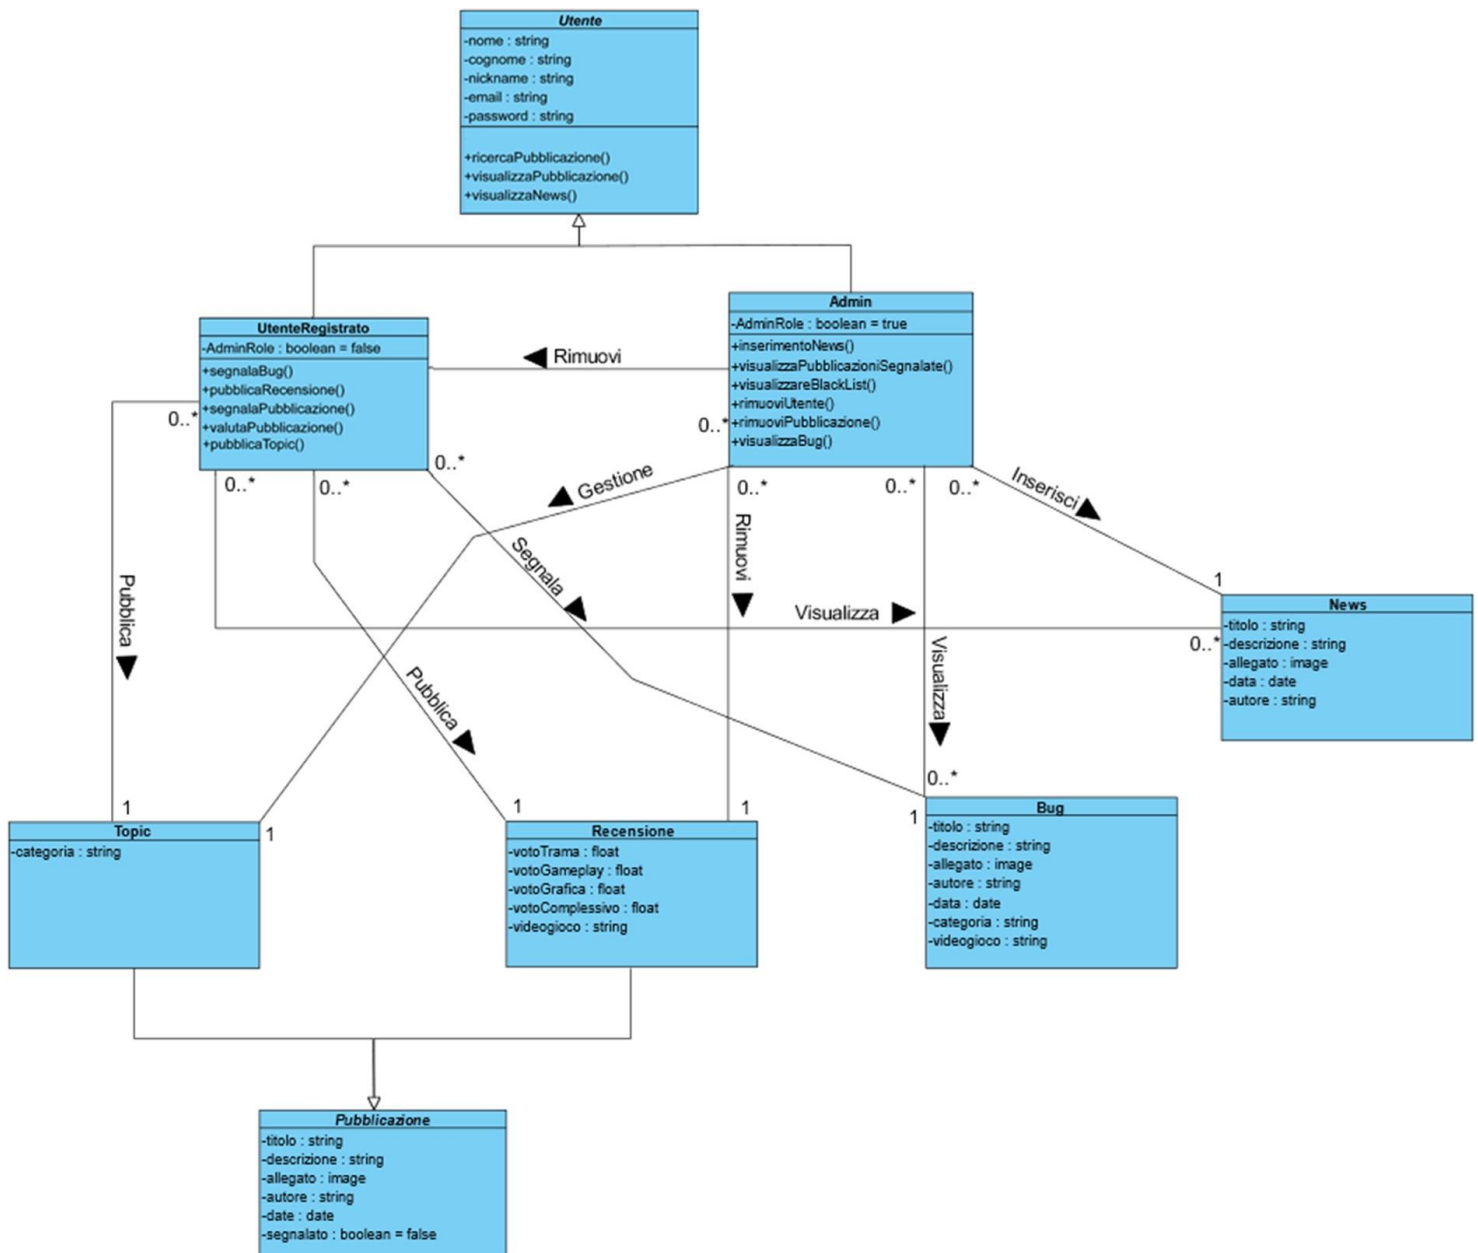 Utente
-nome : string
-cognome : string
-nickname : string
-email : string
-password : string
+ricercaPubblicazione()
+visualizzaPubblicazione()
+visualizzaNews()
UtenteRegistrato
-AdminRole : boolean = false
+segnalaBug()
+pubblicaRecensione()
+segnalaPubblicazione()
+valutaPubblicazione()
+pubblicaTopic()
Rimuovi
Admin
-AdminRole : boolean = true
+inserimentoNews()
+visualizzaPubblicazioniSegnalate()
+visualizzareBlackList()
+rimuoviUtente()
+rimuoviPubblicazione()
+visualizzaBug()
0..*
0..*
0..*
0..*
0..*
0..*
0..*
0..*
Gestione
Inserisci
Segnala
Rimuovi
Pubblica
Visualizza
Visualizza
Pubblica
1
0..*
News
-titolo : string
-descrizione : string
-allegato : image
-data : date
-autore : string
1
1
1
1
0..*
1
Topic
-categoria : string
Recensione
-votoTrama : float
-votoGameplay : float
-votoGrafica : float
-votoComplessivo : float
-videogioco : string
Bug
-titolo : string
-descrizione : string
-allegato : image
-autore : string
-data : date
-categoria : string
-videogioco : string
Pubblicazione
-titolo : string
-descrizione : string
-allegato : image
-autore : string
-date : date
-segnalato : boolean = false